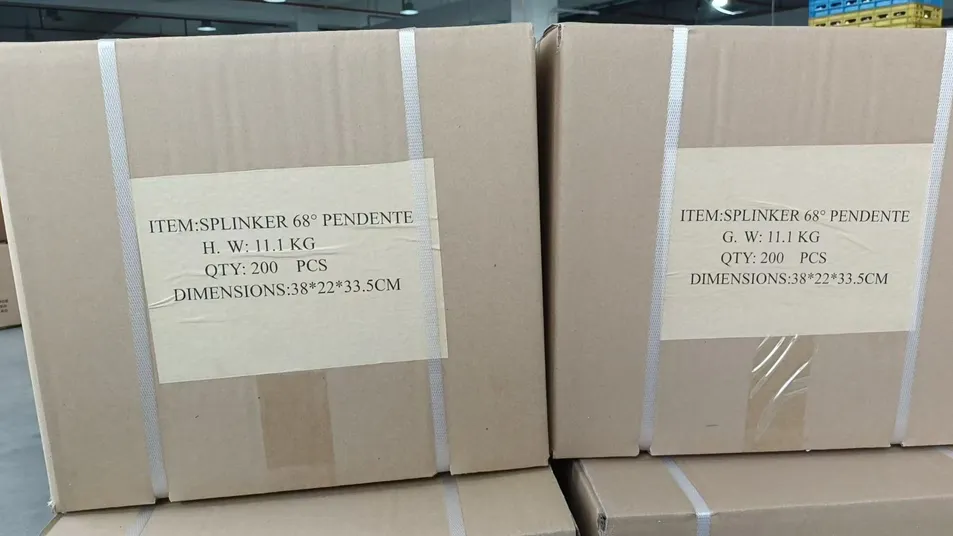 ITEM:SPLINKER 68° PENDENTE
H. W: 11.1 KG
QTY: 200 PCS
DIMENSIONS:38*22*33.5CM
ITEM:SPLINKER 68° PENDENTE
G. W: 11.1 KG
QTY: 200 PCS
DIMENSIONS:38*22*33.5CM